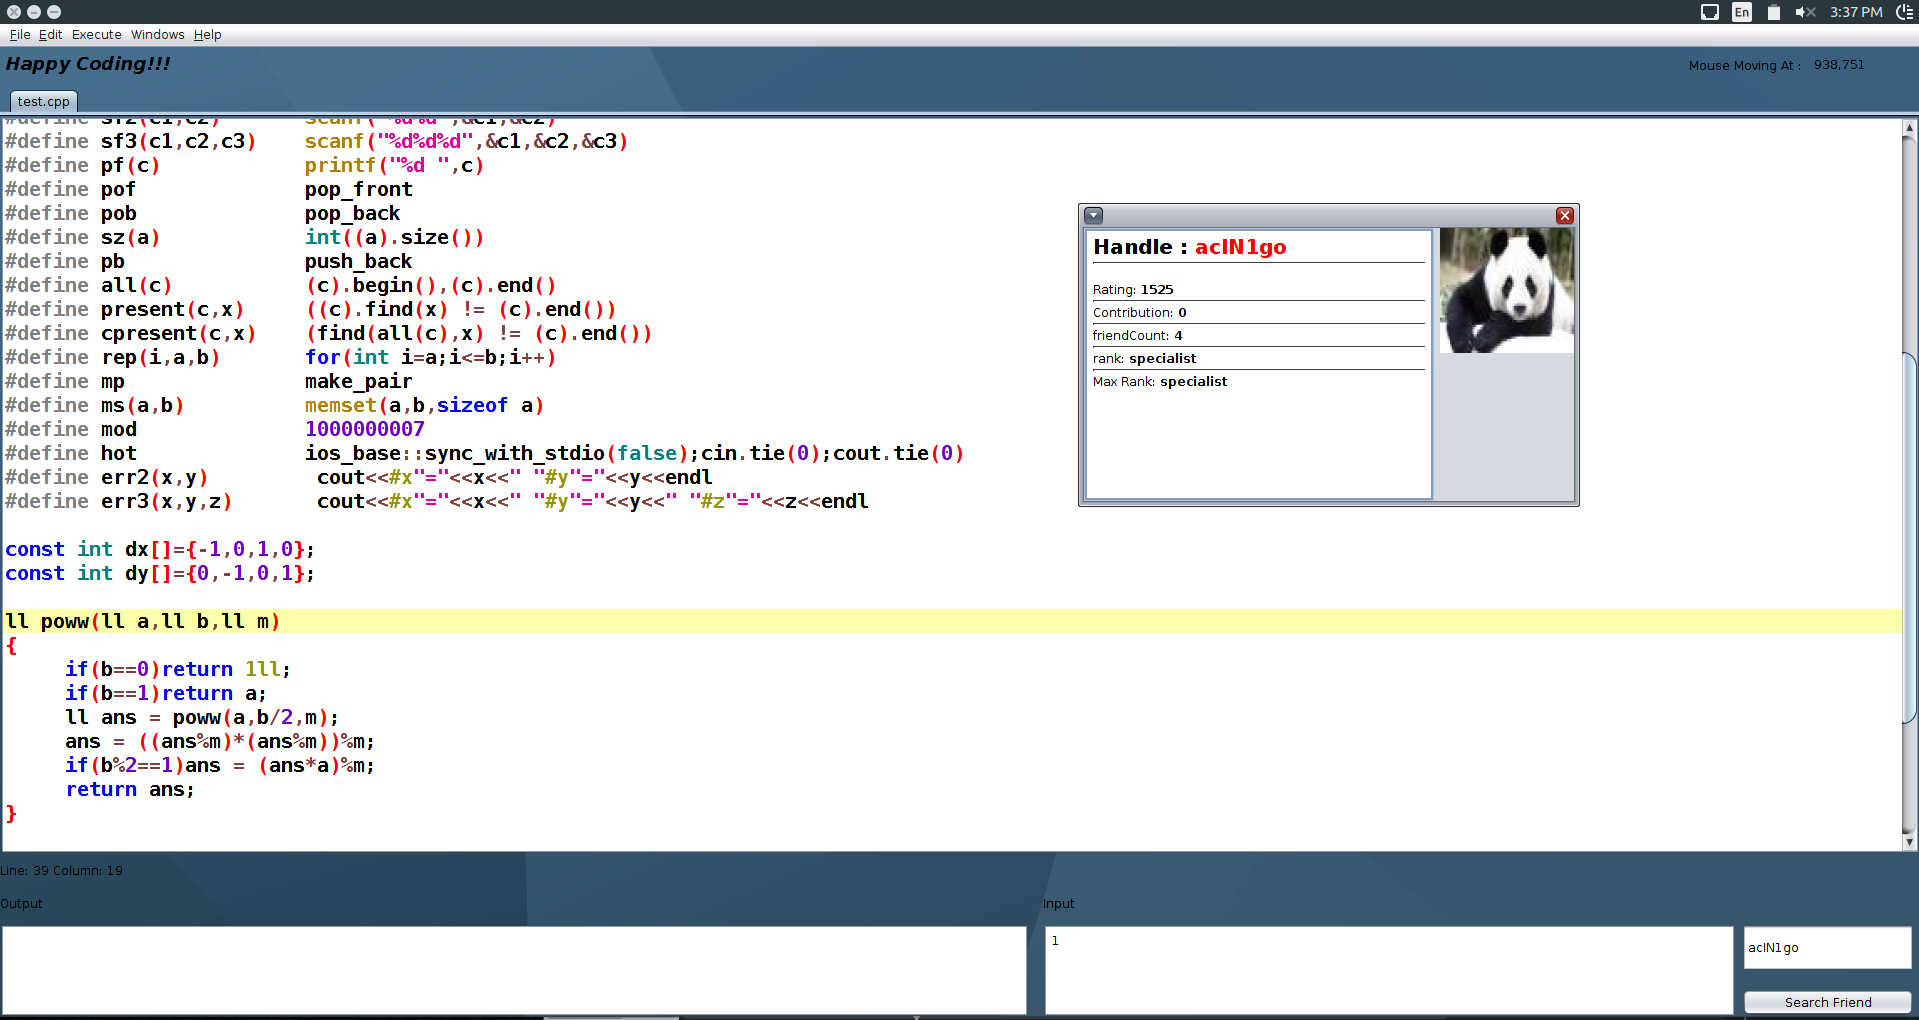 En 3:37 PM
File Edit Execute Windows Help
Happy Coding!!!
Mouse Moving At : 938,751
test.cpp
#define sf2(c1,c2) scanf("%d%d",&c1,&c2)
#define sf3(c1,c2,c3) scanf("%d%d%d",&c1,&c2,&c3)
#define pf(c) printf("%d ",c)
#define pof pop_front
#define pob pop_back
#define sz(a) int((a).size())
#define pb push_back
#define all(c) (c).begin(),(c).end()
#define present(c,x) ((c).find(x) != (c).end())
#define cpresent(c,x) (find(all(c),x) != (c).end())
#define rep(i,a,b) for(int i=a;i<=b;i++)
#define mp make_pair
#define ms(a,b) memset(a,b,sizeof a)
#define mod 1000000007
#define hot ios_base::sync_with_stdio(false);cin.tie(0);cout.tie(0)
#define err2(x,y) cout<<#x"="<<x<<" "#y"="<<y<<endl
#define err3(x,y,z) cout<<#x"="<<x<<" "#y"="<<y<<" "#z"="<<z<<endl
const int dx[]={-1,0,1,0};
const int dy[]={0,-1,0,1};
ll poww(ll a,ll b,ll m)
{
if(b==0)return 1ll;
if(b==1)return a;
ll ans = poww(a,b/2,m);
ans = ((ans%m)*(ans%m))%m;
if(b%2==1)ans = (ans*a)%m;
return ans;
}
Handle : acIN1go
Rating: 1525
Contribution: 0
friendCount: 4
rank: specialist
Max Rank: specialist
Line: 39 Column: 19
Output
Input
1
acIN1go
Search Friend